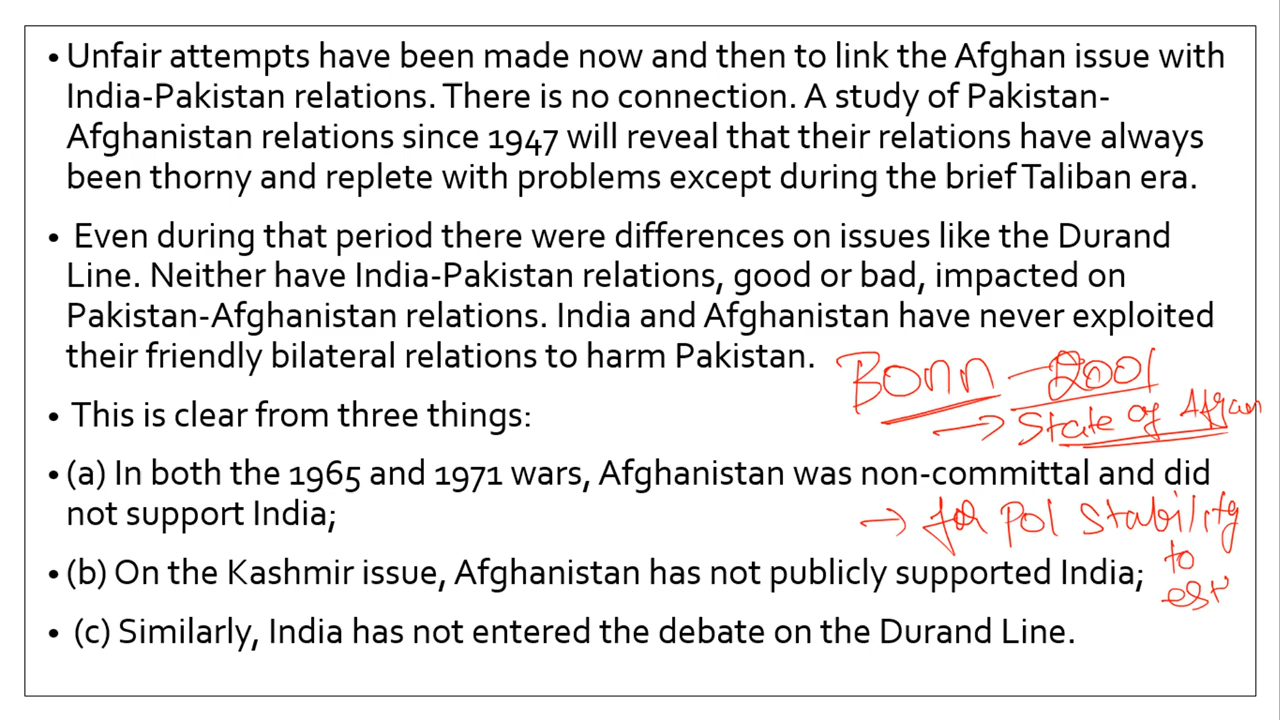 • Unfair attempts have been made now and then to link the Afghan issue with
India-Pakistan relations. There is no connection. A study of Pakistan-
Afghanistan relations since 1947 will reveal that their relations have always
been thorny and replete with problems except during the brief Taliban era.
• Even during that period there were differences on issues like the Durand
Line. Neither have India-Pakistan relations, good or bad, impacted on
Pakistan-Afghanistan relations. India and Afghanistan have never exploited
their friendly bilateral relations to harm Pakistan.
Bonn – 2001
• This is clear from three things:
→ State of Afgan
• (a) In both the 1965 and 1971 wars, Afghanistan was non-committal and did
not support India;
→ for Pol stability
• (b) On the Kashmir issue, Afghanistan has not publicly supported India;
to
est
• (c) Similarly, India has not entered the debate on the Durand Line.